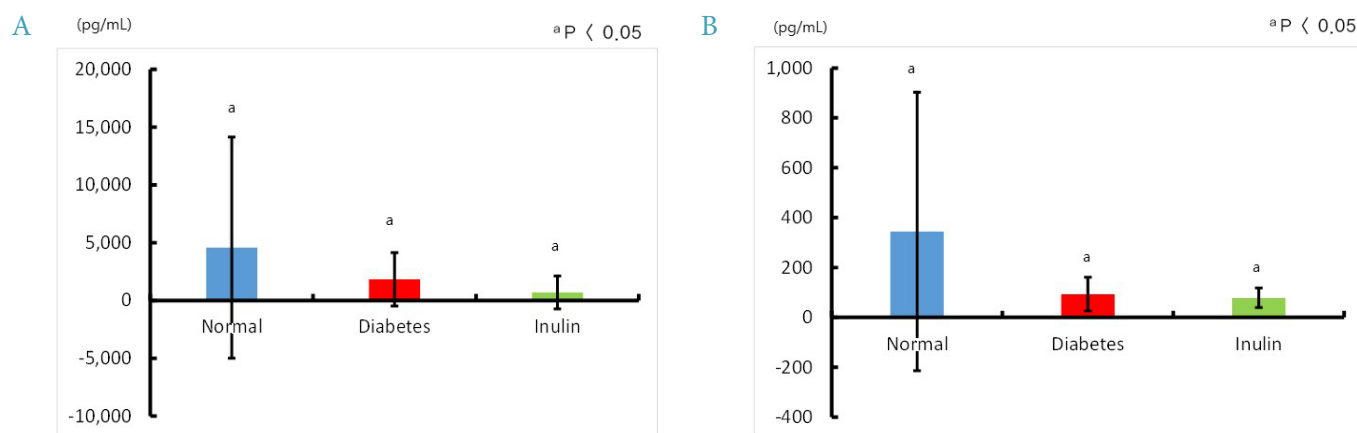 A
(pg/mL)
ᵃP < 0.05
20,000
15,000
10,000
5,000
0
-5,000
-10,000
a
a
a
Normal
Diabetes
Inulin
B
(pg/mL)
ᵃP < 0.05
1,000
800
600
400
200
0
-200
-400
a
a
a
Normal
Diabetes
Inulin